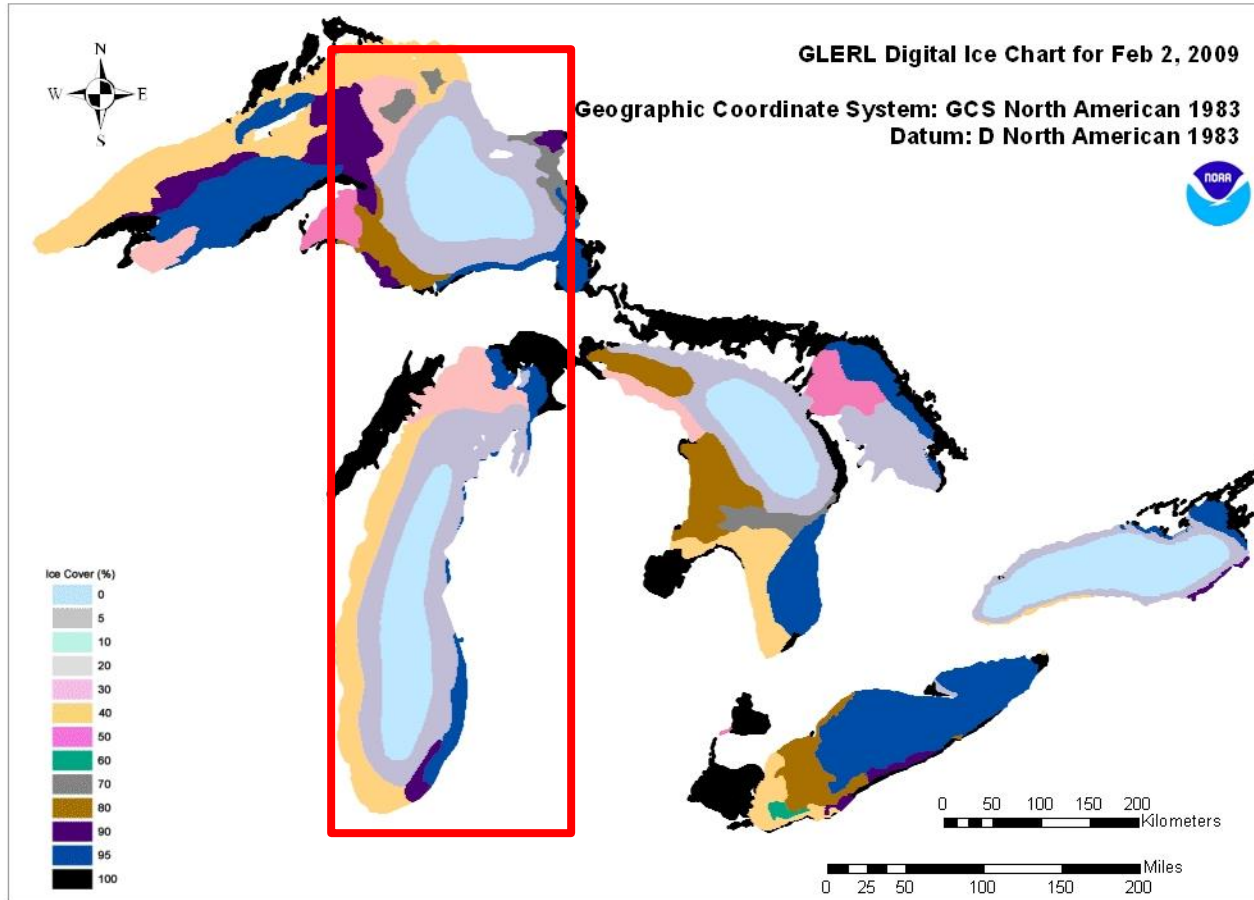 GLERL Digital Ice Chart for Feb 2, 2009
Geographic Coordinate System: GCS North American 1983
Datum: D North American 1983
N
W E
S
NOAA
Ice Cover (%)
0
5
10
20
30
40
50
60
70
80
90
95
100
0 50 100 150 200
Kilometers
Miles
0 25 50 100 150 200